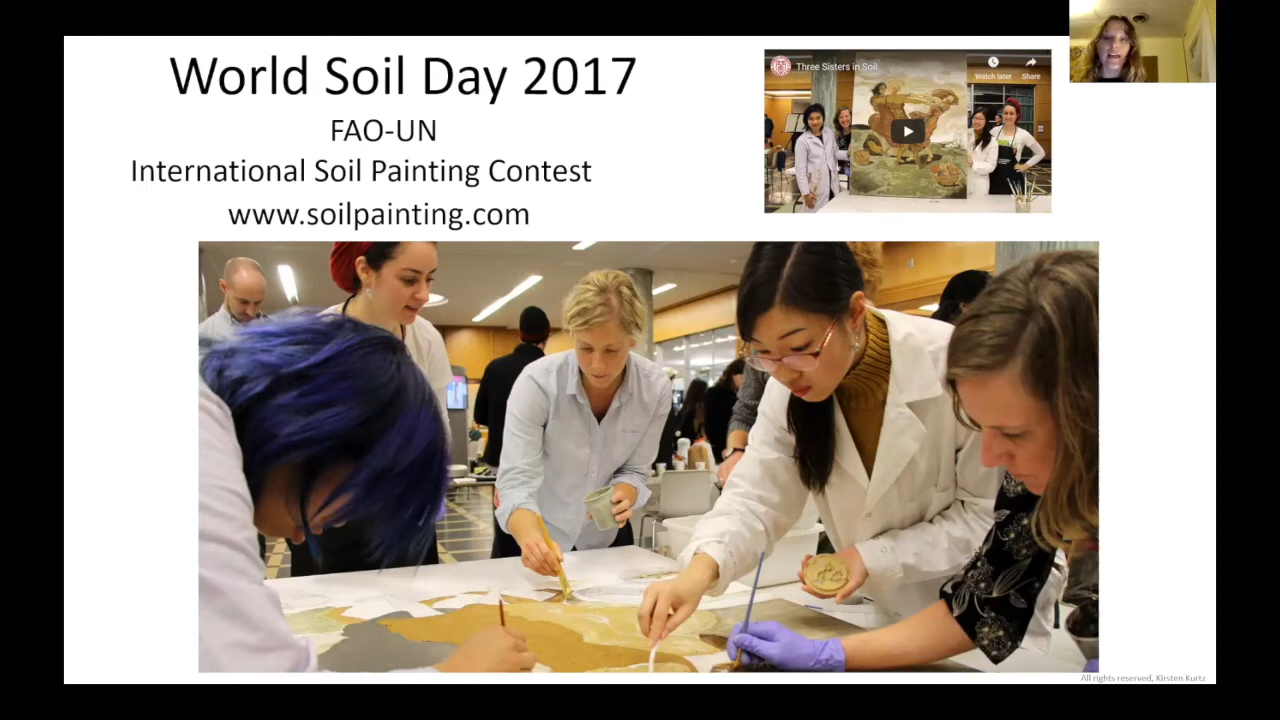 World Soil Day 2017
FAO-UN
International Soil Painting Contest
www.soilpainting.com
Three Sisters in Soil
Watch later
Share
All rights reserved, Kirsten Kurtz